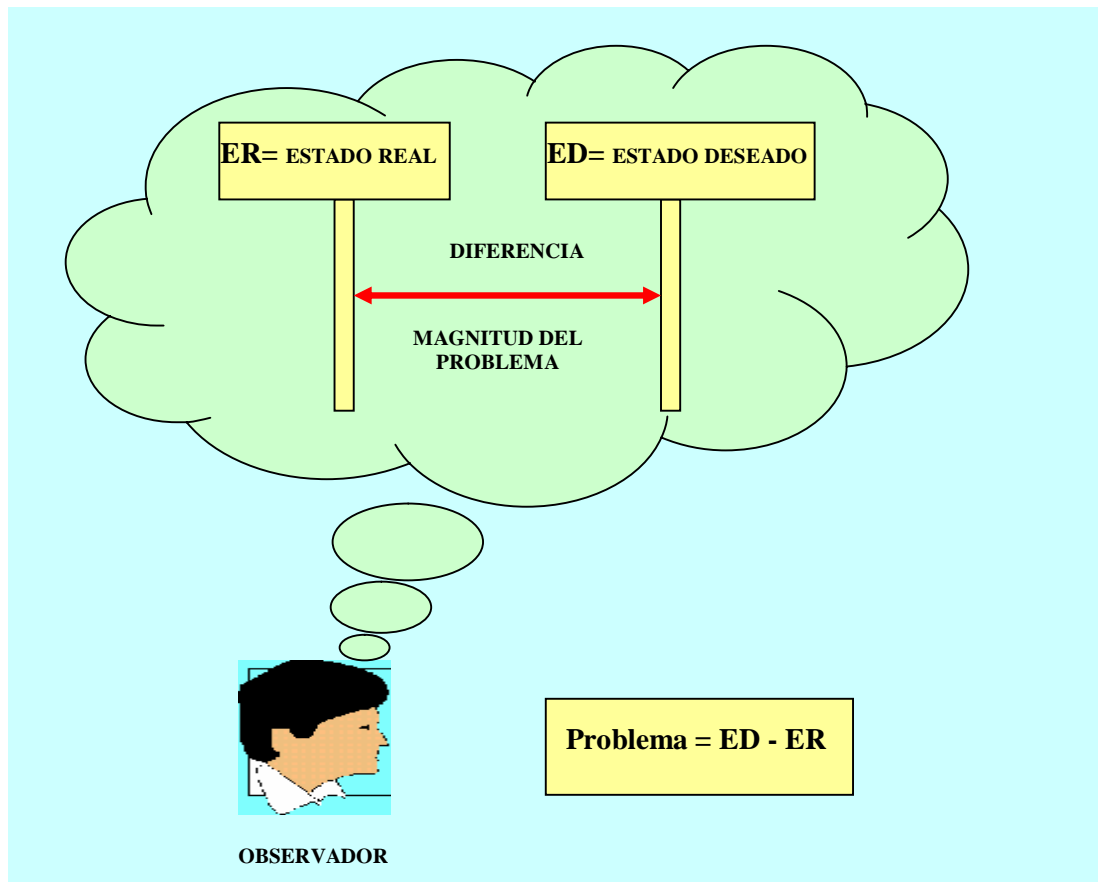 ER= ESTADO REAL
ED= ESTADO DESEADO
DIFERENCIA
MAGNITUD DEL
PROBLEMA
Problema = ED - ER
OBSERVADOR